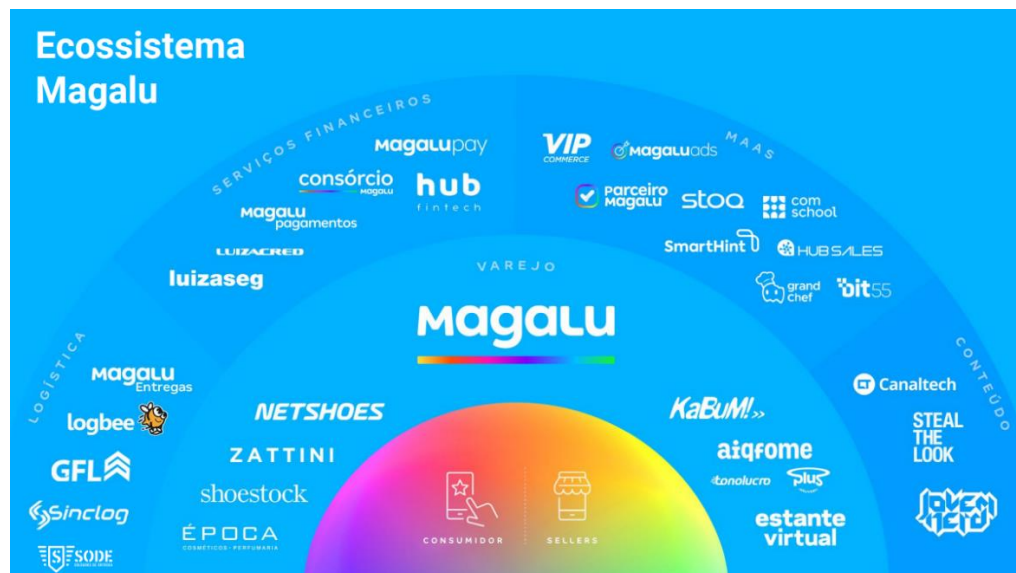 Ecossistema
Magalu
SERVIÇOS FINANCEIROS
magalupay
consórcio
magalu
hub
fintech
magalu
pagamentos
LUIZACRED
luizaseg
MAAS
VIP
COMMERCE
magaluads
parceiro
magalu
stoq
com
school
SmartHint
HUB SALES
grand
chef
bit55
VAREJO
magalu
LOGÍSTICA
magalu
Entregas
logbee
GFL
Sinclog
SODE
NETSHOES
ZATTINI
shoestock
ÉPOCA
COSMÉTICOS • PERFUMARIA
CONSUMIDOR
SELLERS
KaBuM!
aiqfome
tonolucro
plus
estante
virtual
CONTEÚDO
CT Canaltech
STEAL
THE
LOOK
JOVEM
NERD